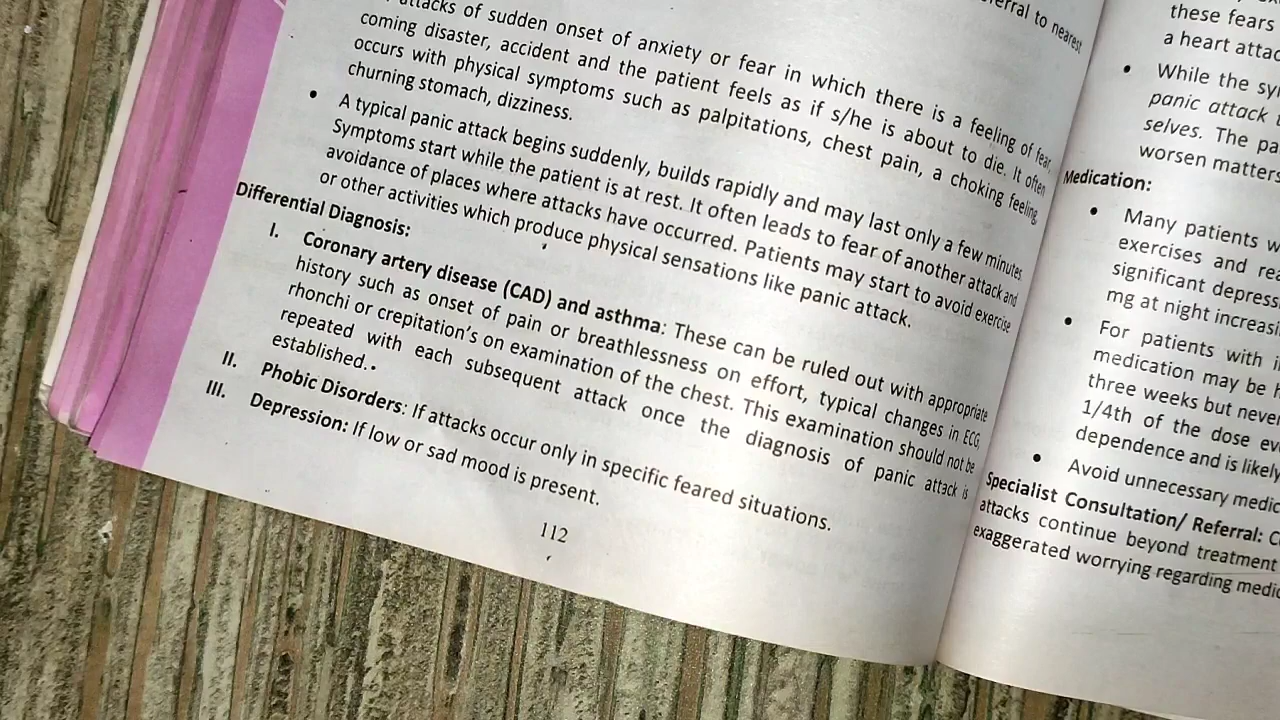 referral to nearest
attacks of sudden onset of anxiety or fear in which there is a feeling of fear,
coming disaster, accident and the patient feels as if s/he is about to die. It often
occurs with physical symptoms such as palpitations, chest pain, a choking feeling,
churning stomach, dizziness.
• A typical panic attack begins suddenly, builds rapidly and may last only a few minutes.
Symptoms start while the patient is at rest. It often leads to fear of another attack and
avoidance of places where attacks have occurred. Patients may start to avoid exercise
or other activities which produce physical sensations like panic attack.
Differential Diagnosis:
I. Coronary artery disease (CAD) and asthma: These can be ruled out with appropriate
history such as onset of pain or breathlessness on effort, typical changes in ECG,
rhonchi or crepitation's on examination of the chest. This examination should not be
repeated with each subsequent attack once the diagnosis of panic attack is
established.
II. Phobic Disorders: If attacks occur only in specific feared situations.
III. Depression: If low or sad mood is present.
112
these fears
a heart attac
• While the sy
panic attack
selves. The pa
worsen matters
Medication:
• Many patients w
exercises and rea
significant depress
mg at night increasi
• For patients with
medication may be
three weeks but never
1/4th of the dose ev
dependence and is likely
• Avoid unnecessary medic
Specialist Consultation/ Referral:
attacks continue beyond treatment
exaggerated worrying regarding medic